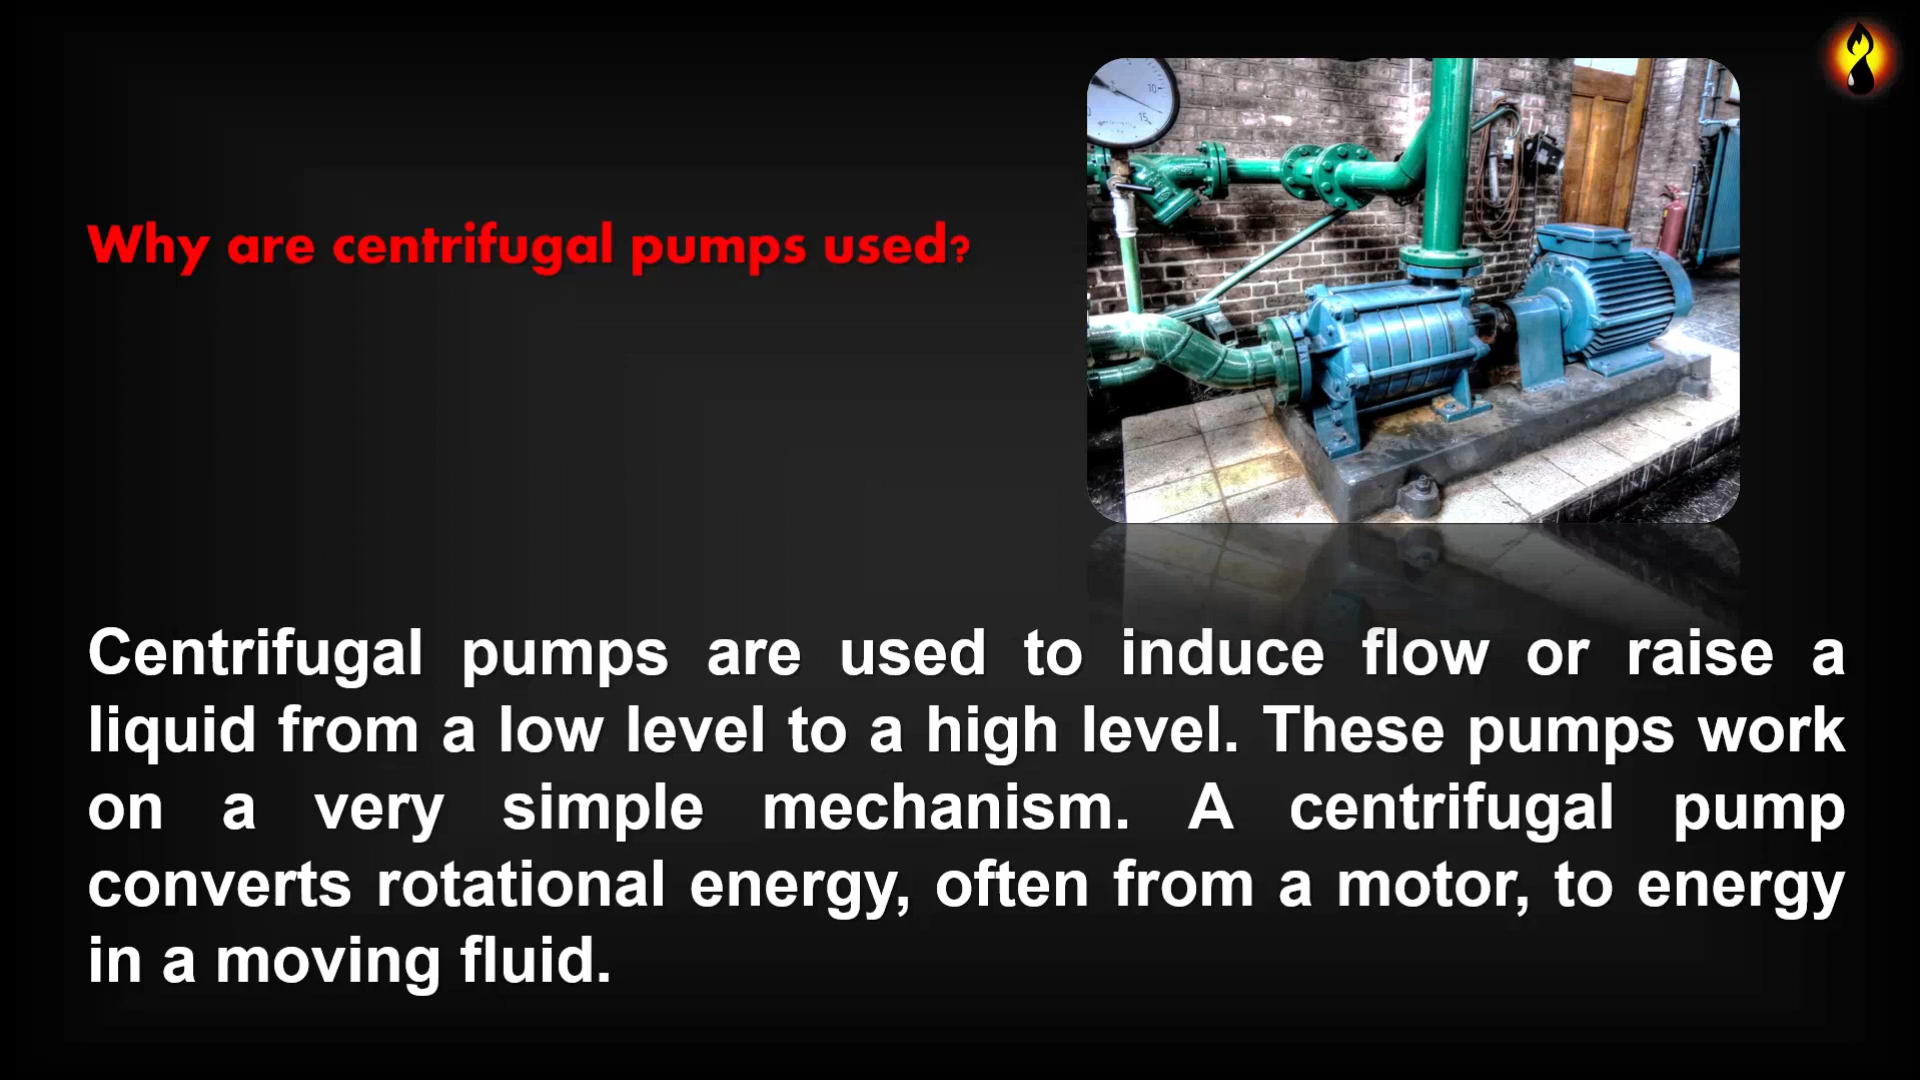 Why are centrifugal pumps used?
10
15
Centrifugal pumps are used to induce flow or raise a
liquid from a low level to a high level. These pumps work
on a very simple mechanism. A centrifugal pump
converts rotational energy, often from a motor, to energy
in a moving fluid.